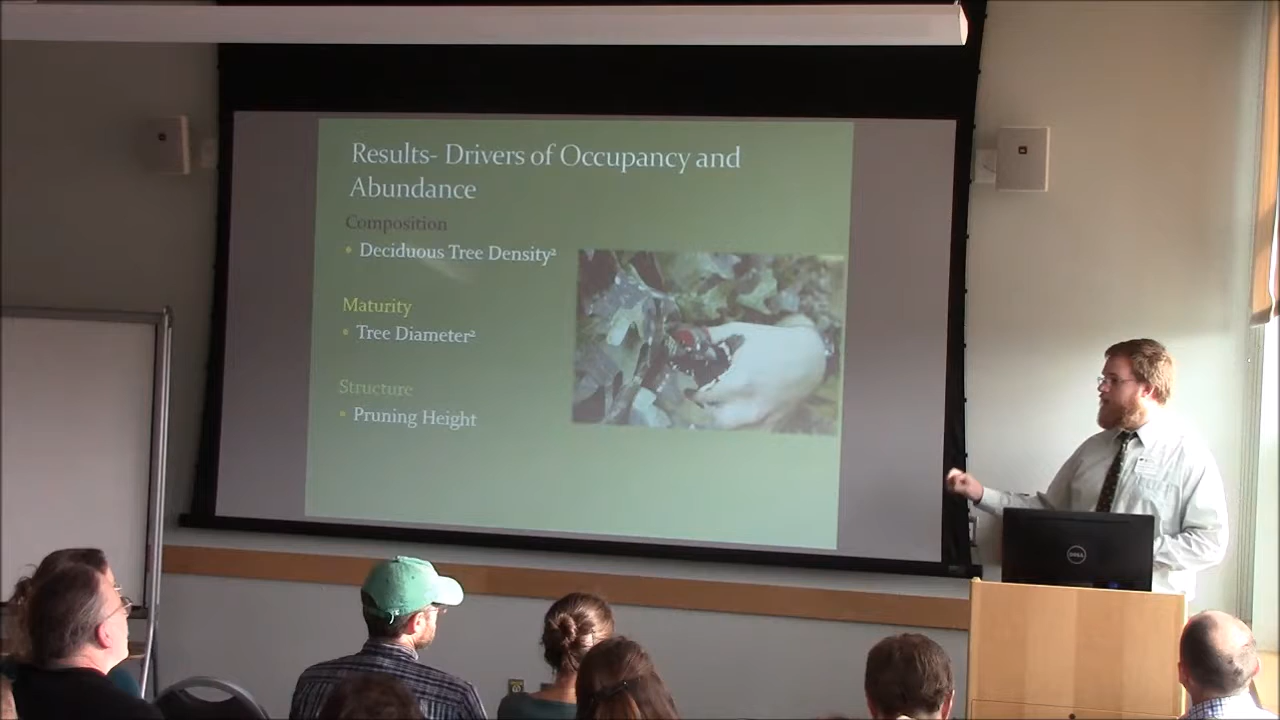 Results- Drivers of Occupancy and
Abundance
Composition
• Deciduous Tree Density²
Maturity
• Tree Diameter²
Structure
• Pruning Height
DELL